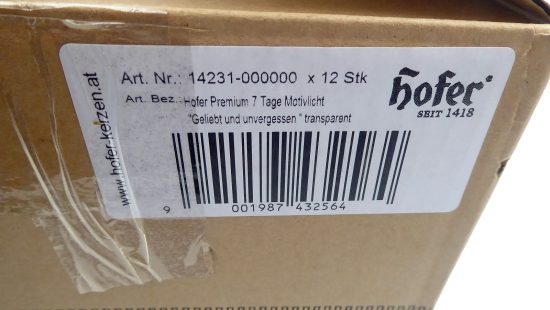 Art. Nr.: 14231-000000 x 12 Stk
Art. Bez.: Hofer Premium 7 Tage Motivlicht
"Geliebt und unvergessen " transparent
hofer
SEIT 1418
www.hofer-kerzen.at
9 001987 432564